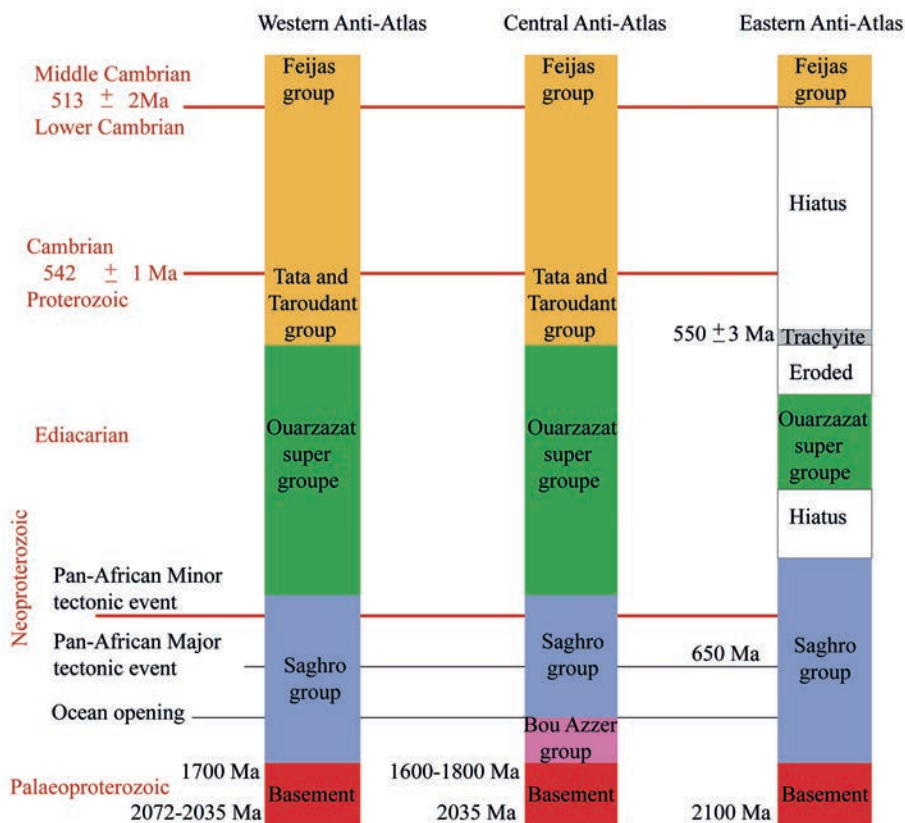 Western Anti-Atlas
Central Anti-Atlas
Eastern Anti-Atlas
Middle Cambrian
513 ± 2Ma
Lower Cambrian
Cambrian
542 ± 1 Ma
Proterozoic
Ediacarian
Neoproterozoic
Pan-African Minor
tectonic event
Pan-African Major
tectonic event
Ocean opening
Palaeoproterozoic
1700 Ma
2072-2035 Ma
Feijas
group
Tata and
Taroudant
group
Ouarzazat
super
groupe
Saghro
group
Basement
1600-1800 Ma
2035 Ma
Feijas
group
Tata and
Taroudant
group
Ouarzazat
super
groupe
Saghro
group
Bou Azzer
group
Basement
550 ± 3 Ma
650 Ma
2100 Ma
Feijas
group
Hiatus
Trachyite
Eroded
Ouarzazat
super
groupe
Hiatus
Saghro
group
Basement